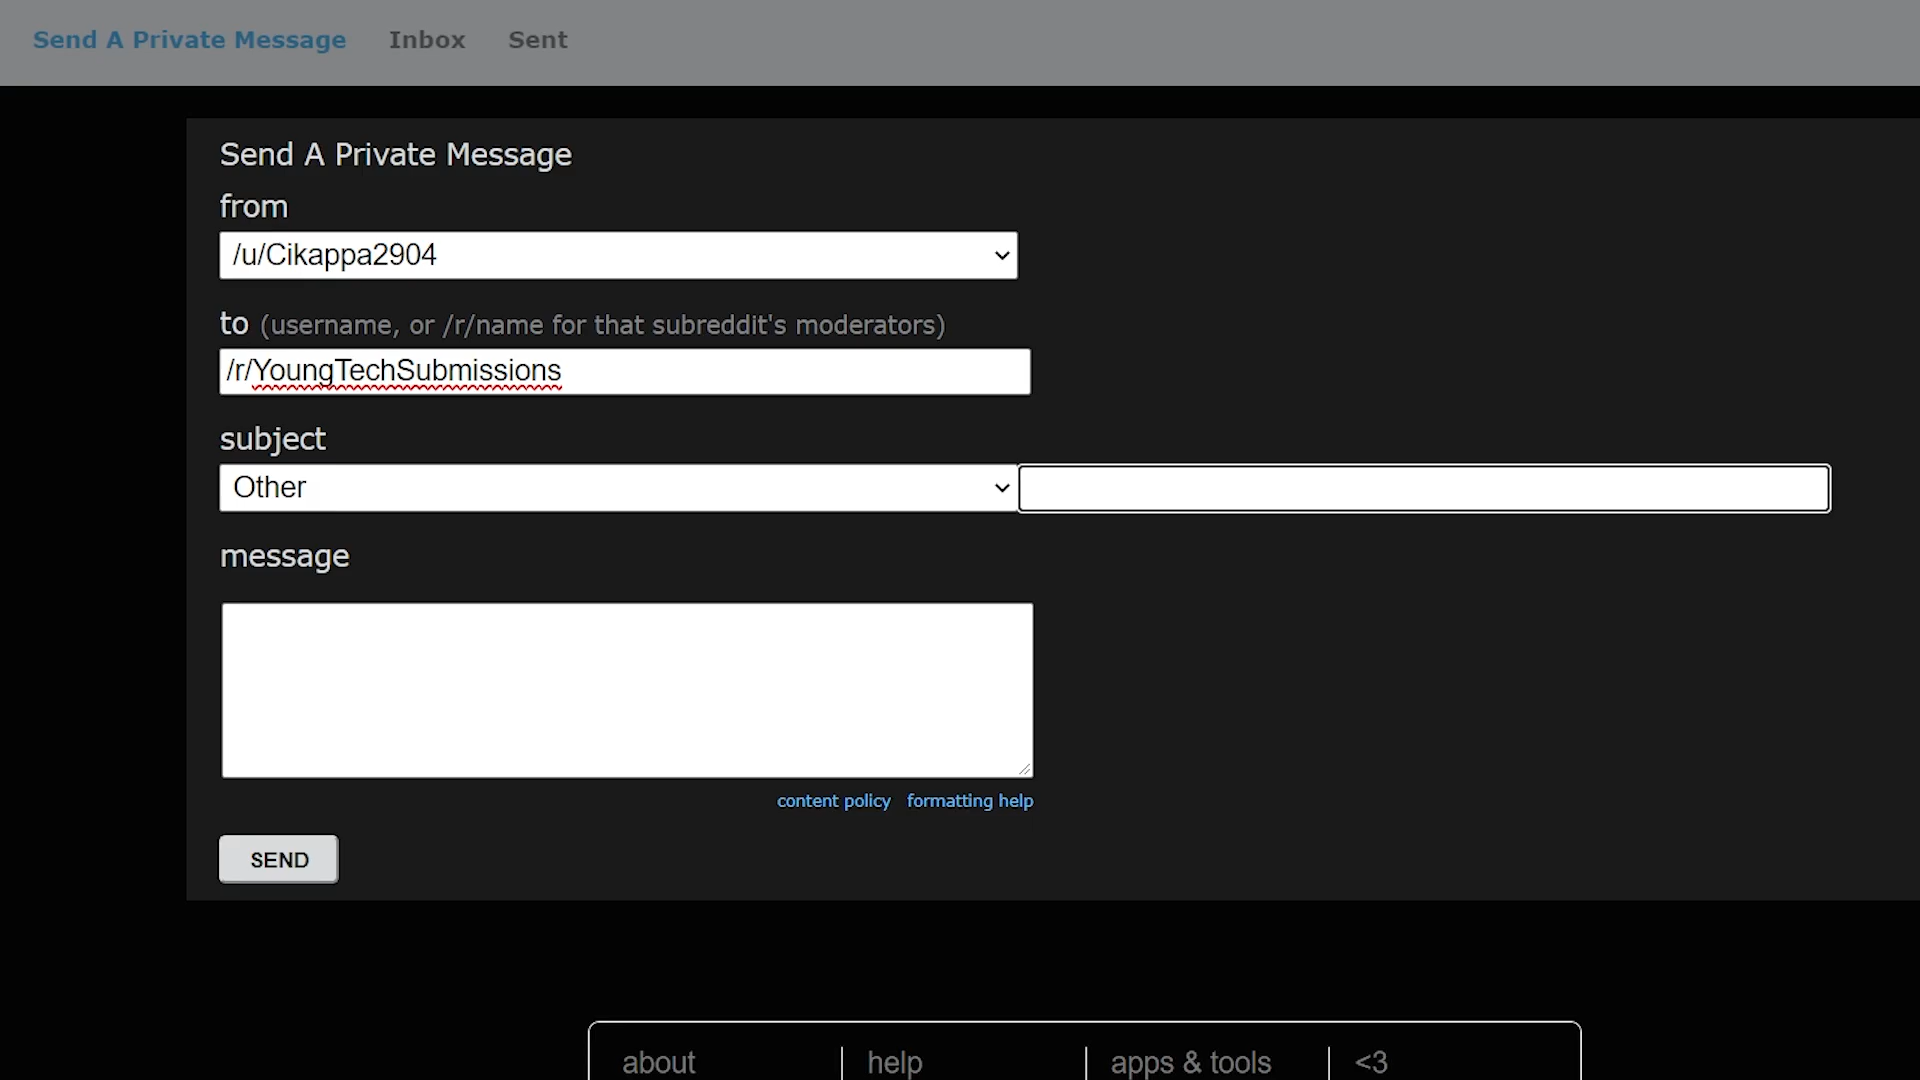 Send A Private Message Inbox Sent
Send A Private Message
from
/u/Cikappa2904
to (username, or /r/name for that subreddit's moderators)
/r/YoungTechSubmissions
subject
Other
message
content policy formatting help
SEND
about help apps & tools <3